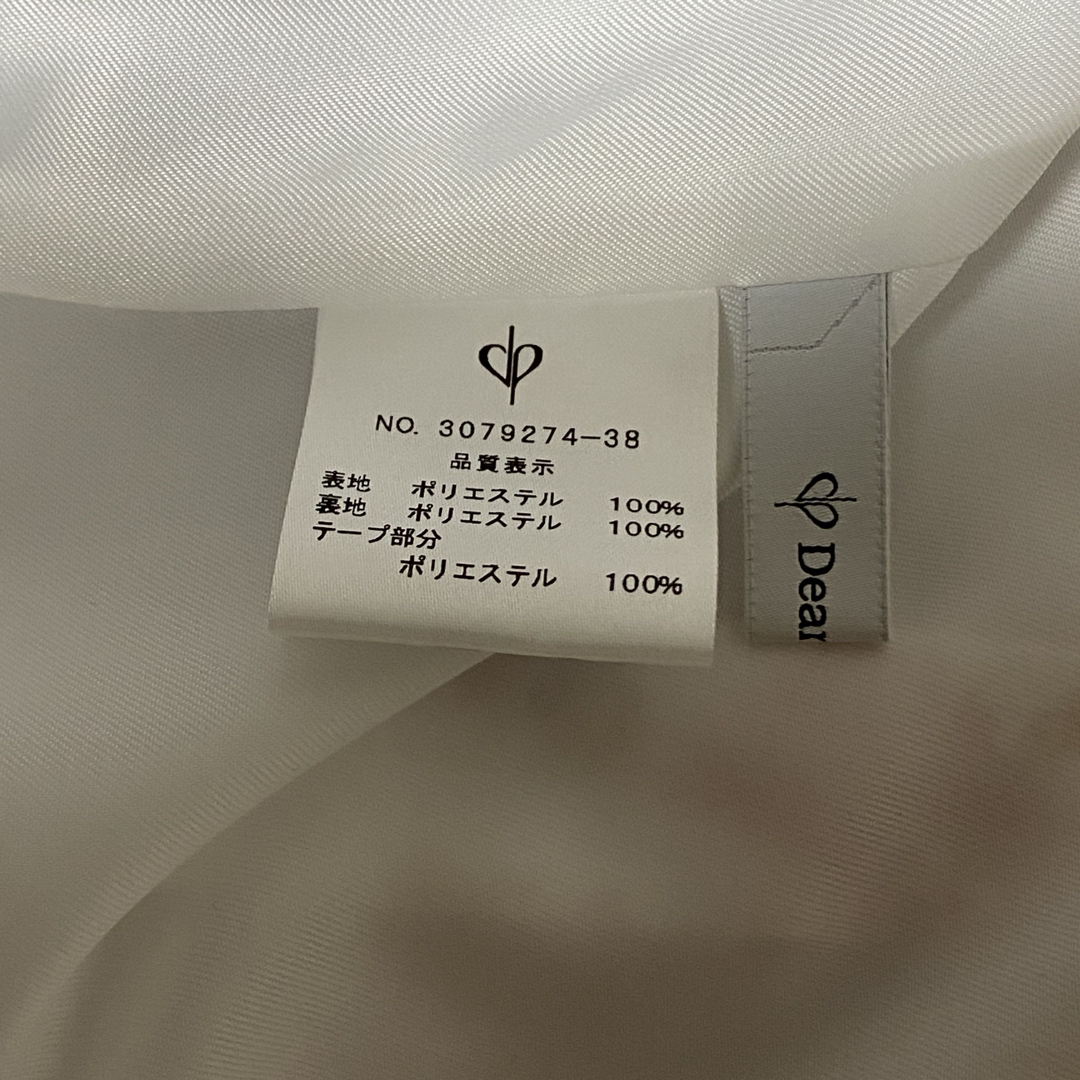 NO. 3079274-38
品質表示
表地 ポリエステル 100%
裏地 ポリエステル 100%
テープ部分
ポリエステル 100%
Dear